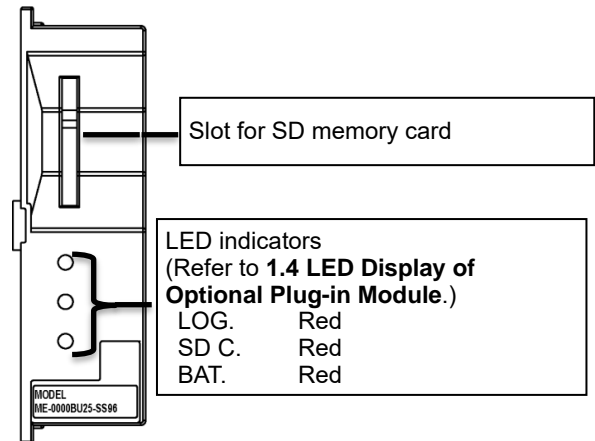 Slot for SD memory card
LED indicators
(Refer to 1.4 LED Display of
Optional Plug-in Module.)
LOG. Red
SD C. Red
BAT. Red
MODEL
ME-0000BU25-SS96